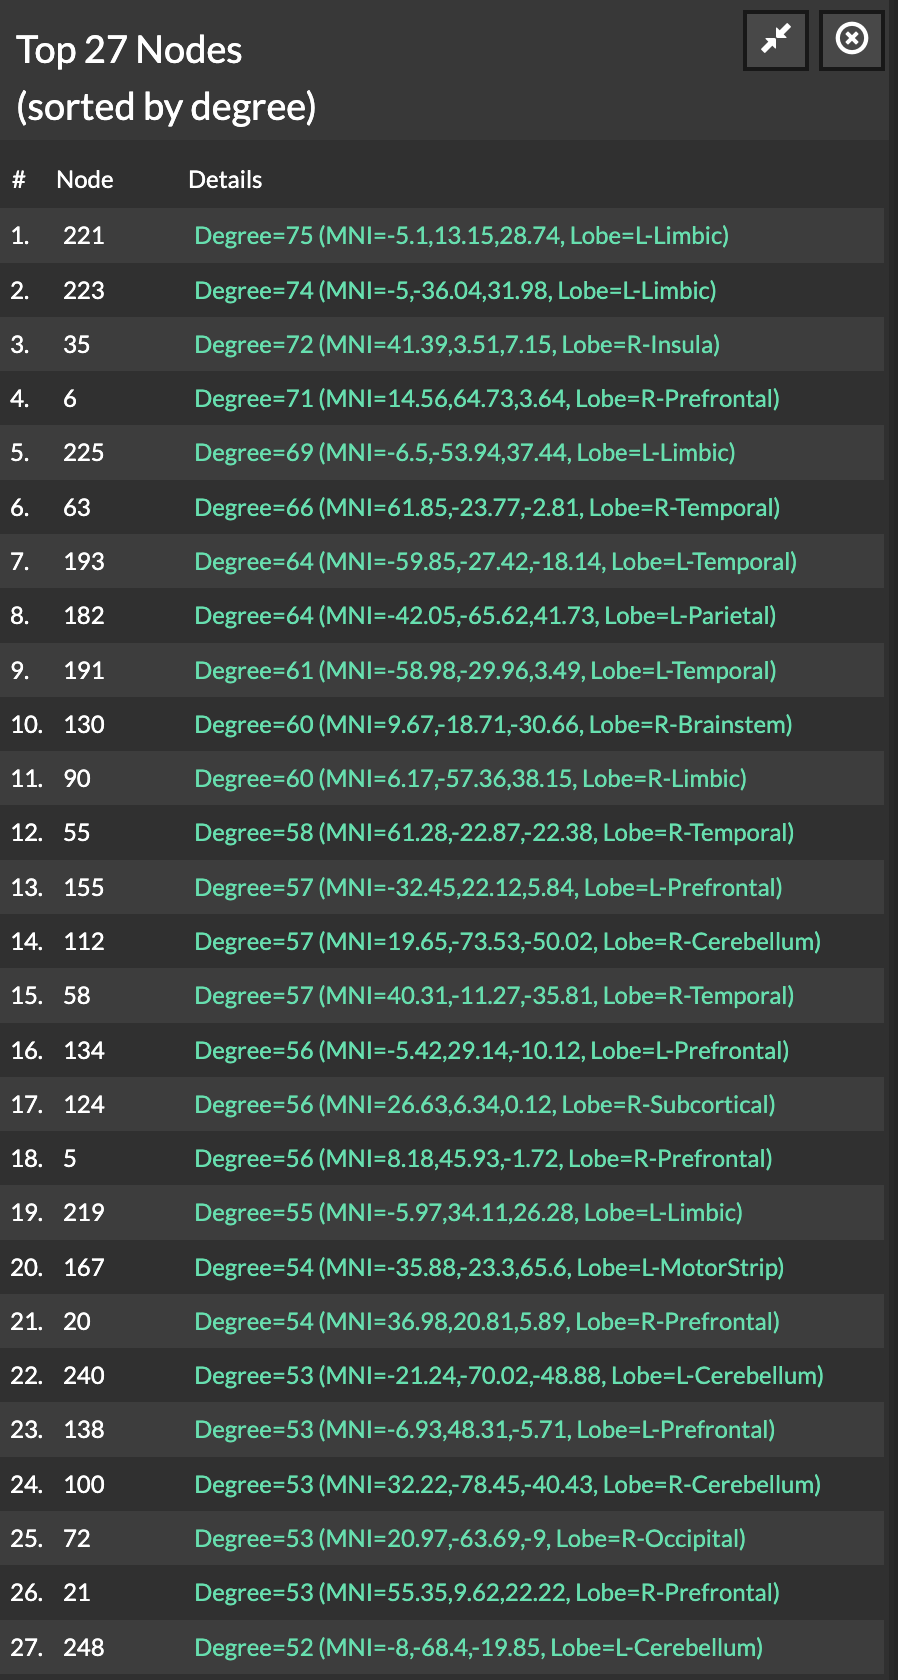 Top 27 Nodes
(sorted by degree)
# Node Details
1. 221 Degree=75 (MNI=-5.1,13.15,28.74, Lobe=L-Limbic)
2. 223 Degree=74 (MNI=-5,-36.04,31.98, Lobe=L-Limbic)
3. 35 Degree=72 (MNI=41.39,3.51,7.15, Lobe=R-Insula)
4. 6 Degree=71 (MNI=14.56,64.73,3.64, Lobe=R-Prefrontal)
5. 225 Degree=69 (MNI=-6.5,-53.94,37.44, Lobe=L-Limbic)
6. 63 Degree=66 (MNI=61.85,-23.77,-2.81, Lobe=R-Temporal)
7. 193 Degree=64 (MNI=-59.85,-27.42,-18.14, Lobe=L-Temporal)
8. 182 Degree=64 (MNI=-42.05,-65.62,41.73, Lobe=L-Parietal)
9. 191 Degree=61 (MNI=-58.98,-29.96,3.49, Lobe=L-Temporal)
10. 130 Degree=60 (MNI=9.67,-18.71,-30.66, Lobe=R-Brainstem)
11. 90 Degree=60 (MNI=6.17,-57.36,38.15, Lobe=R-Limbic)
12. 55 Degree=58 (MNI=61.28,-22.87,-22.38, Lobe=R-Temporal)
13. 155 Degree=57 (MNI=-32.45,22.12,5.84, Lobe=L-Prefrontal)
14. 112 Degree=57 (MNI=19.65,-73.53,-50.02, Lobe=R-Cerebellum)
15. 58 Degree=57 (MNI=40.31,-11.27,-35.81, Lobe=R-Temporal)
16. 134 Degree=56 (MNI=-5.42,29.14,-10.12, Lobe=L-Prefrontal)
17. 124 Degree=56 (MNI=26.63,6.34,0.12, Lobe=R-Subcortical)
18. 5 Degree=56 (MNI=8.18,45.93,-1.72, Lobe=R-Prefrontal)
19. 219 Degree=55 (MNI=-5.97,34.11,26.28, Lobe=L-Limbic)
20. 167 Degree=54 (MNI=-35.88,-23.3,65.6, Lobe=L-MotorStrip)
21. 20 Degree=54 (MNI=36.98,20.81,5.89, Lobe=R-Prefrontal)
22. 240 Degree=53 (MNI=-21.24,-70.02,-48.88, Lobe=L-Cerebellum)
23. 138 Degree=53 (MNI=-6.93,48.31,-5.71, Lobe=L-Prefrontal)
24. 100 Degree=53 (MNI=32.22,-78.45,-40.43, Lobe=R-Cerebellum)
25. 72 Degree=53 (MNI=20.97,-63.69,-9, Lobe=R-Occipital)
26. 21 Degree=53 (MNI=55.35,9.62,22.22, Lobe=R-Prefrontal)
27. 248 Degree=52 (MNI=-8,-68.4,-19.85, Lobe=L-Cerebellum)